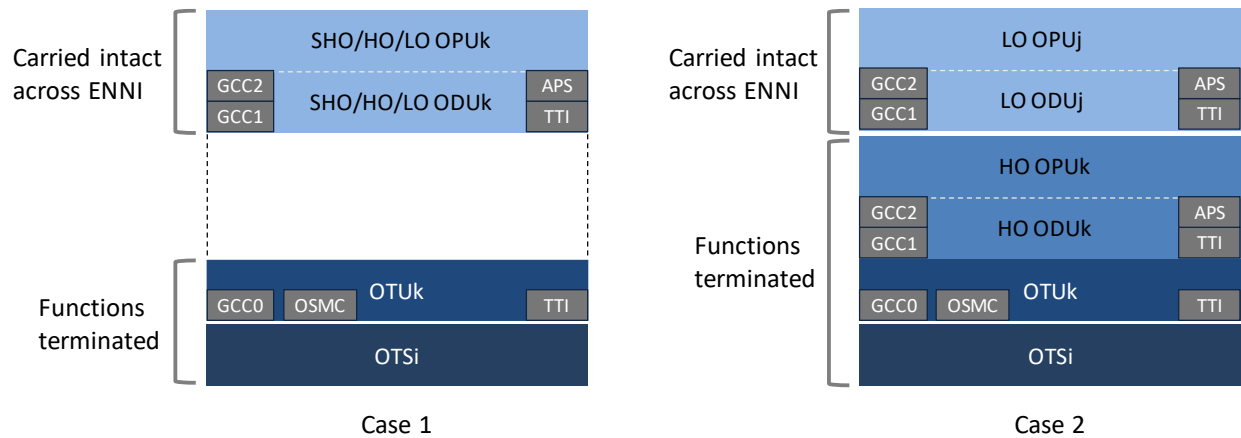 Carried intact
across ENNI
SHO/HO/LO OPUk
GCC2
APS
SHO/HO/LO ODUk
GCC1
TTI
Functions
terminated
OTUk
GCC0
OSMC
TTI
OTSi
Case 1
Carried intact
across ENNI
LO OPUj
GCC2
APS
LO ODUj
GCC1
TTI
Functions
terminated
HO OPUk
GCC2
APS
HO ODUk
GCC1
TTI
OTUk
GCC0
OSMC
TTI
OTSi
Case 2